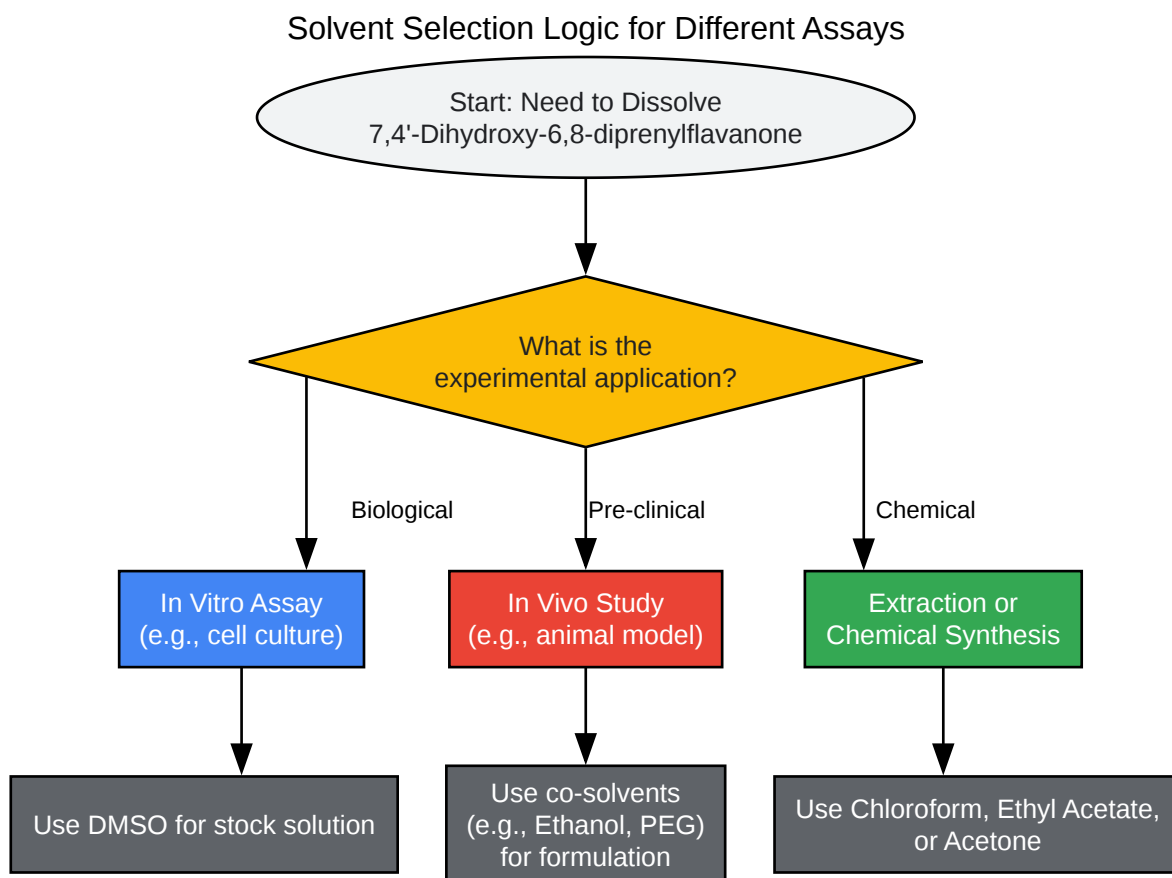 Solvent Selection Logic for Different Assays
Start: Need to Dissolve
7,4'-Dihydroxy-6,8-diprenylflavanone
What is the
experimental application?
Biological
Pre-clinical
Chemical
In Vitro Assay
(e.g., cell culture)
In Vivo Study
(e.g., animal model)
Extraction or
Chemical Synthesis
Use DMSO for stock solution
Use co-solvents
(e.g., Ethanol, PEG)
for formulation
Use Chloroform, Ethyl Acetate,
or Acetone